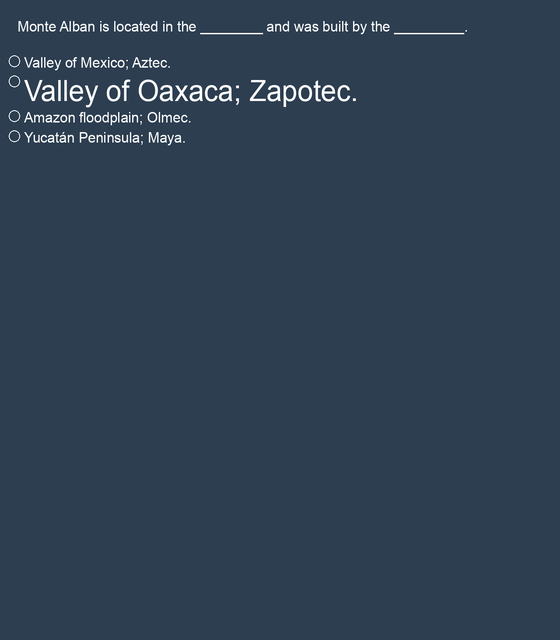 Monte Alban is located in the ________ and was built by the _________.
Valley of Mexico; Aztec.
Valley of Oaxaca; Zapotec.
Amazon floodplain; Olmec.
Yucatán Peninsula; Maya.